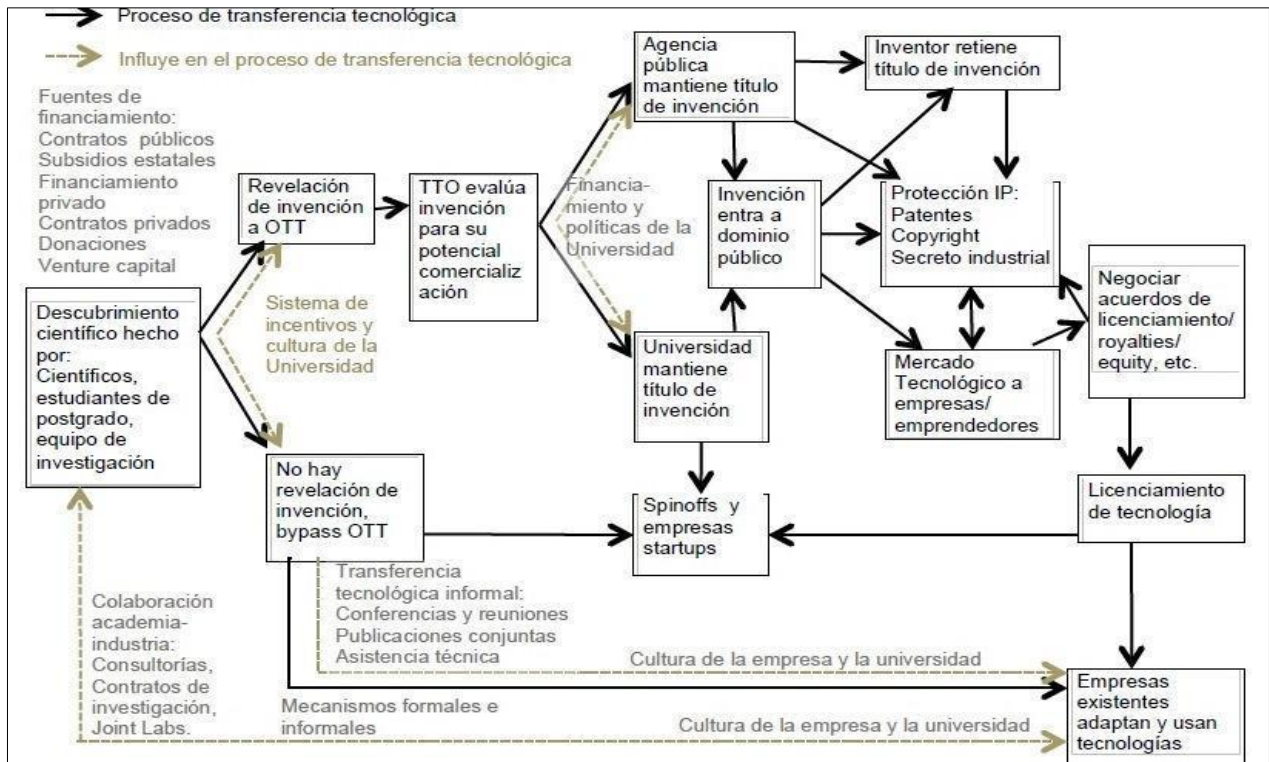 Proceso de transferencia tecnológica
Influye en el proceso de transferencia tecnológica
Fuentes de
financiamiento:
Contratos públicos
Subsidios estatales
Financiamiento
privado
Contratos privados
Donaciones
Venture capital
Descubrimiento
científico hecho
por:
Científicos,
estudiantes de
postgrado,
equipo de
investigación
Revelación
de invención
a OTT
Sistema de
incentivos y
cultura de la
Universidad
No hay
revelación de
invención,
bypass OTT
TTO evalúa
invención
para su
potencial
comercializ
ación
Financia-
miento y
políticas de la
Universidad
Agencia
pública
mantiene título
de invención
Inventor retiene
título de invención
Invención
entra a
dominio
público
Protección IP:
Patentes
Copyright
Secreto industrial
Universidad
mantiene
título de
invención
Mercado
Tecnológico a
empresas/
emprendedores
Negociar
acuerdos de
licenciamiento/
royalties/
equity, etc.
Spinoffs y
empresas
startups
Licenciamiento
de tecnología
Transferencia
tecnológica informal:
Conferencias y reuniones
Publicaciones conjuntas
Asistencia técnica
Cultura de la empresa y la universidad
Colaboración
academia-
industria:
Consultorías,
Contratos de
investigación,
Joint Labs.
Mecanismos formales e
informales
Cultura de la empresa y la universidad
Empresas
existentes
adaptan y usan
tecnologías